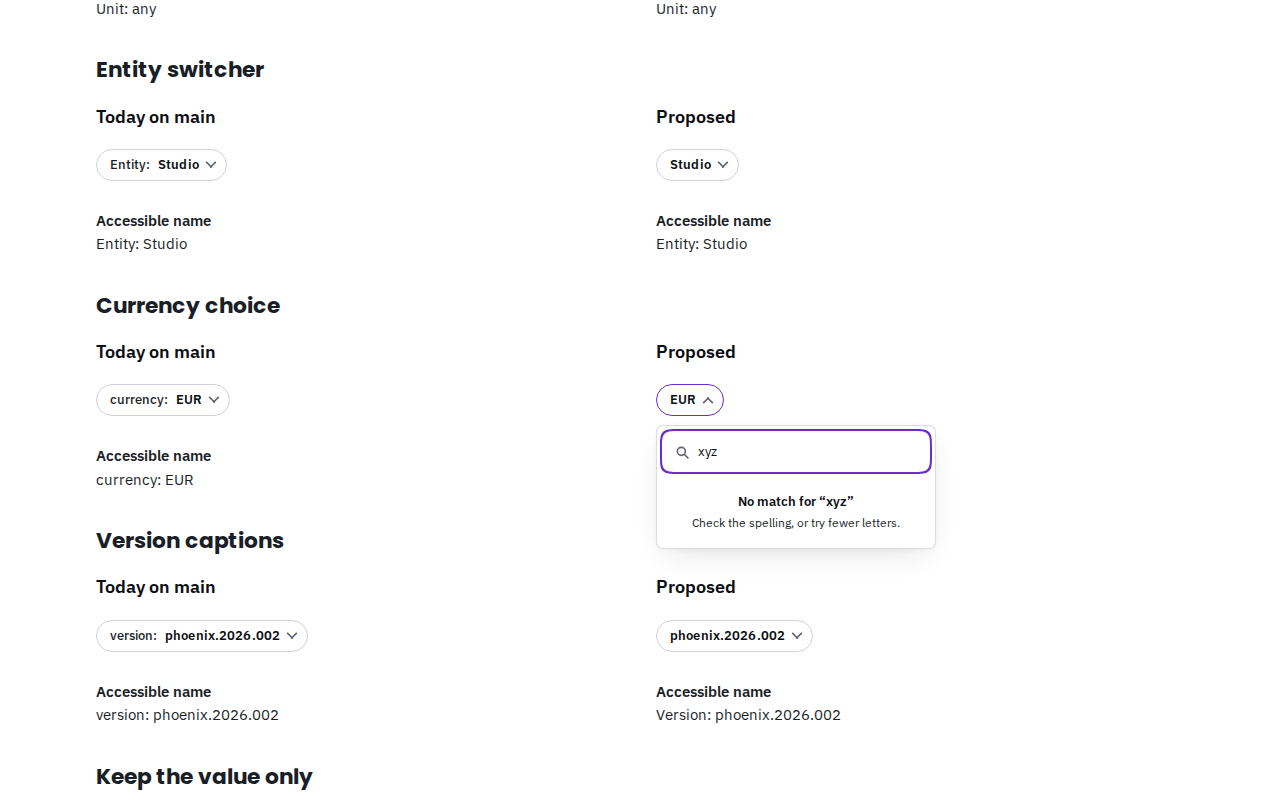 Unit: any
Unit: any
Entity switcher
Today on main
Proposed
Entity: Studio
Studio
Accessible name
Entity: Studio
Accessible name
Entity: Studio
Currency choice
Today on main
Proposed
currency: EUR
EUR
xyz
Accessible name
currency: EUR
No match for “xyz”
Check the spelling, or try fewer letters.
Version captions
Today on main
Proposed
version: phoenix.2026.002
phoenix.2026.002
Accessible name
version: phoenix.2026.002
Accessible name
Version: phoenix.2026.002
Keep the value only